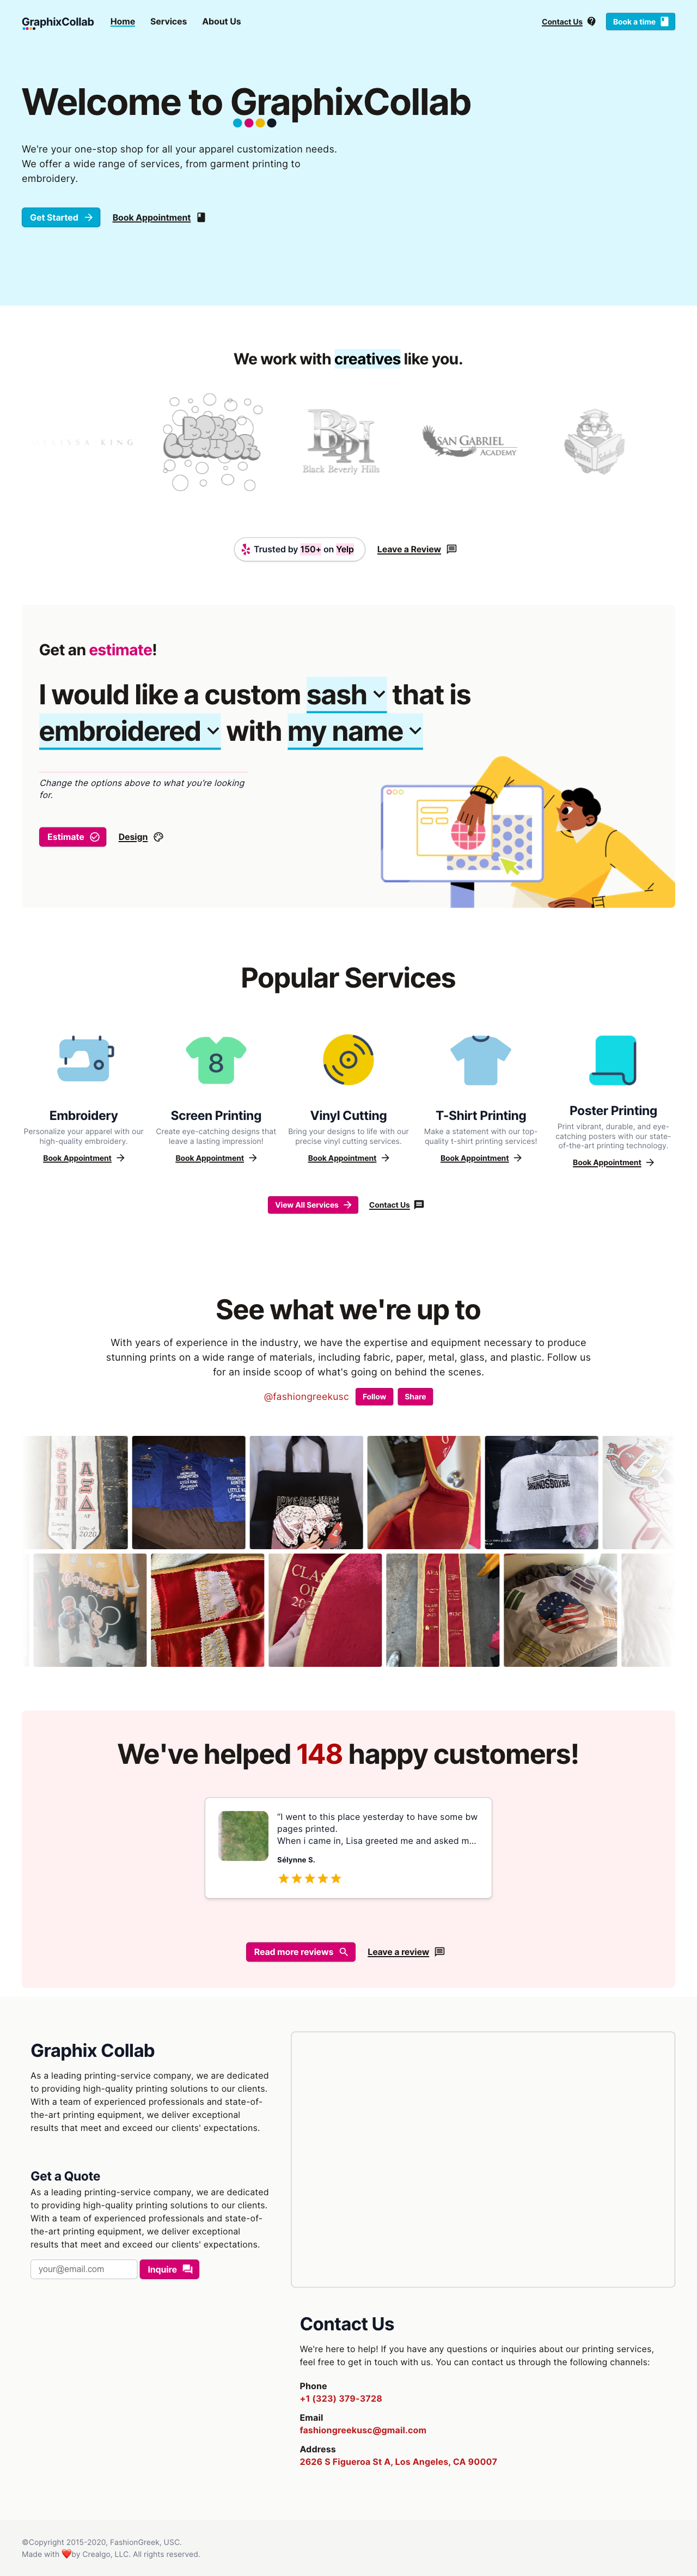 GraphixCollab
Home
Services
About Us
Contact Us
Book a time
Welcome to GraphixCollab
We're your one-stop shop for all your apparel customization needs.
We offer a wide range of services, from garment printing to
embroidery.
Get Started
Book Appointment
We work with creatives like you.
KING
BOBA
LUCHADOR
BBH
Black Beverly Hills
SAN GABRIEL
ACADEMY
Trusted by 150+ on Yelp
Leave a Review
Get an estimate!
I would like a custom sash that is
embroidered with my name
Change the options above to what you're looking
for.
Estimate
Design
Popular Services
8
Embroidery
Personalize your apparel with our
high-quality embroidery.
Book Appointment
Screen Printing
Create eye-catching designs that
leave a lasting impression!
Book Appointment
Vinyl Cutting
Bring your designs to life with our
precise vinyl cutting services.
Book Appointment
T-Shirt Printing
Make a statement with our top-
quality t-shirt printing services!
Book Appointment
Poster Printing
Print vibrant, durable, and eye-
catching posters with our state-
of-the-art printing technology.
Book Appointment
View All Services
Contact Us
See what we're up to
With years of experience in the industry, we have the expertise and equipment necessary to produce
stunning prints on a wide range of materials, including fabric, paper, metal, glass, and plastic. Follow us
for an inside scoop of what's going on behind the scenes.
@fashiongreekusc
Follow
Share
CSUN
ΑΞΔ
2020
CLASS
OF
We've helped 148 happy customers!
"I went to this place yesterday to have some bw
pages printed.
When i came in, Lisa greeted me and asked m...
Sélynne S.
Read more reviews
Leave a review
Graphix Collab
As a leading printing-service company, we are dedicated
to providing high-quality printing solutions to our clients.
With a team of experienced professionals and state-of-
the-art printing equipment, we deliver exceptional
results that meet and exceed our clients' expectations.
Get a Quote
As a leading printing-service company, we are dedicated
to providing high-quality printing solutions to our clients.
With a team of experienced professionals and state-of-
the-art printing equipment, we deliver exceptional
results that meet and exceed our clients' expectations.
your@email.com
Inquire
Contact Us
We're here to help! If you have any questions or inquiries about our printing services,
feel free to get in touch with us. You can contact us through the following channels:
Phone
+1 (323) 379-3728
Email
fashiongreekusc@gmail.com
Address
2626 S Figueroa St A, Los Angeles, CA 90007
©Copyright 2015-2020, FashionGreek, USC.
Made with ❤️by Crealgo, LLC. All rights reserved.